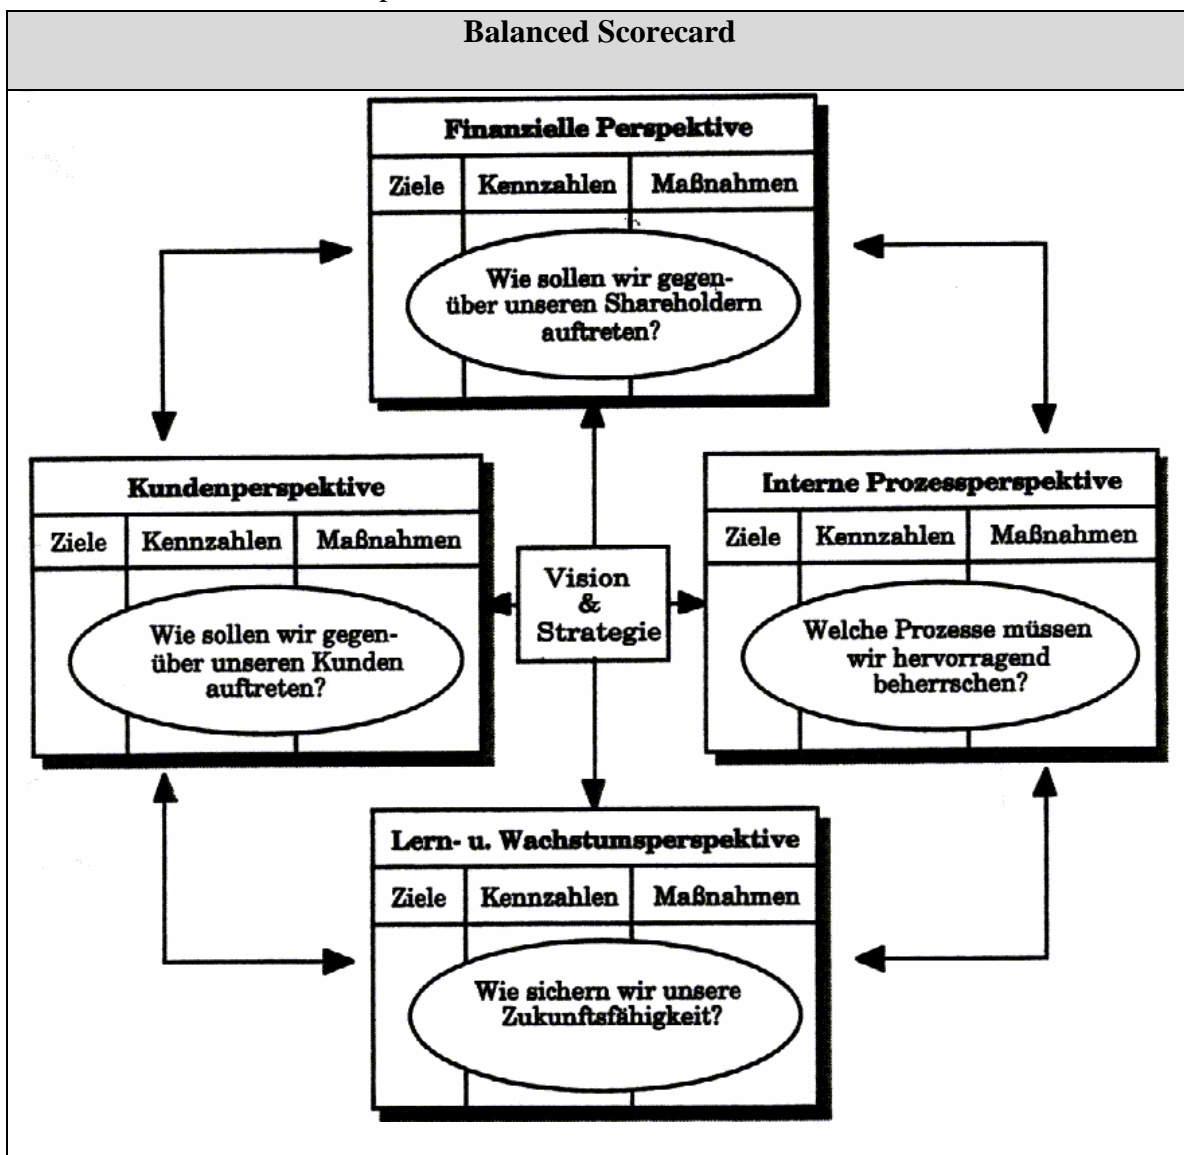 Balanced Scorecard
Finanzielle Perspektive
Ziele Kennzahlen Maßnahmen
Wie sollen wir gegen-
über unseren Shareholdern
auftreten?
Kundenperspektive
Ziele Kennzahlen Maßnahmen
Wie sollen wir gegen-
über unseren Kunden
auftreten?
Vision
&
Strategie
Interne Prozessperspektive
Ziele Kennzahlen Maßnahmen
Welche Prozesse müssen
wir hervorragend
beherrschen?
Lern- u. Wachstumsperspektive
Ziele Kennzahlen Maßnahmen
Wie sichern wir unsere
Zukunftsfähigkeit?